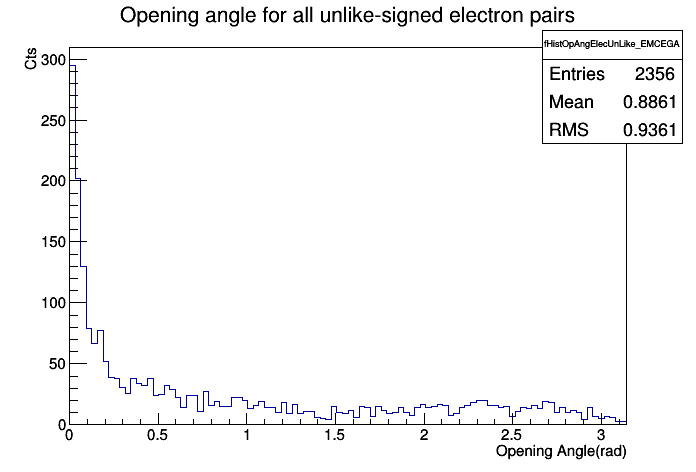 Opening angle for all unlike-signed electron pairs
Cts
fHistOpAngElecUnLike_EMCEGA
Entries 2356
Mean 0.8861
RMS 0.9361
300
250
200
150
100
50
0
0 0.5 1 1.5 2 2.5 3
Opening Angle(rad)